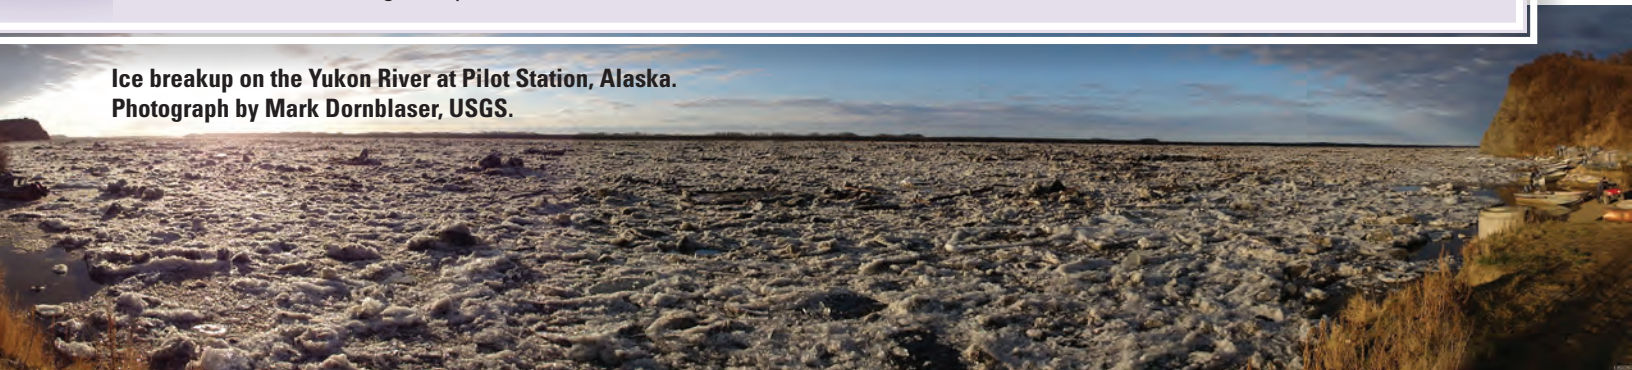 Ice breakup on the Yukon River at Pilot Station, Alaska.
Photograph by Mark Dornblaser, USGS.